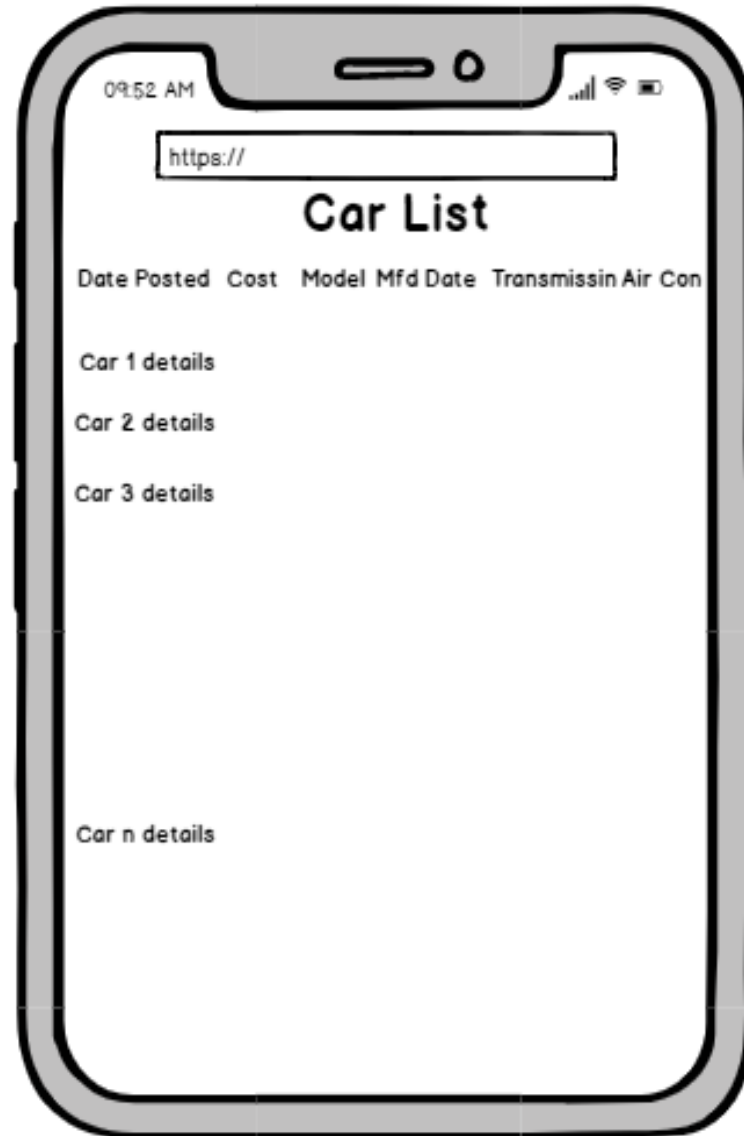 09:52 AM
https://
Car List
Date Posted Cost Model Mfd Date Transmissin Air Con
Car 1 details
Car 2 details
Car 3 details
Car n details